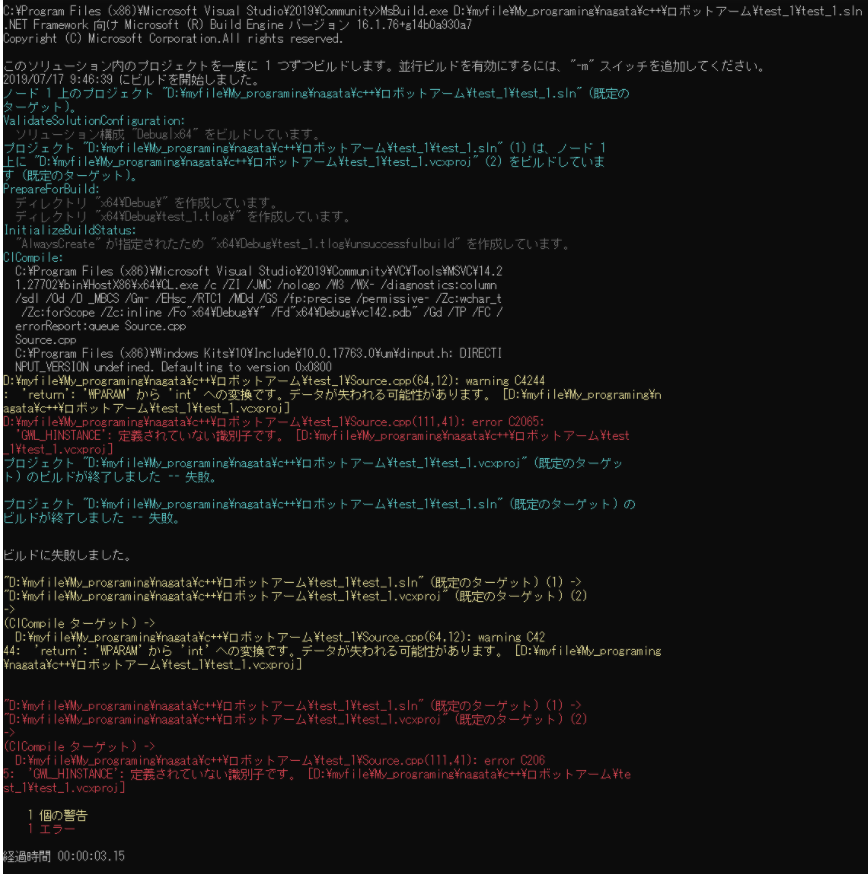 C:¥Program Files (x86)¥Microsoft Visual Studio¥2019¥Community>MsBuild.exe D:¥myfile¥My_programing¥nagata¥c++¥ロボットアーム¥test_1¥test_1.sln
.NET Framework 向け Microsoft (R) Build Engine バージョン 16.1.76+g14b0a930a7
Copyright (C) Microsoft Corporation.All rights reserved.
このソリューション内のプロジェクトを一度に 1 つずつビルドします。並行ビルドを有効にするには、"-m" スイッチを追加してください。
2019/07/17 9:46:39 にビルドを開始しました。
ノード 1 上のプロジェクト "D:¥myfile¥My_programing¥nagata¥c++¥ロボットアーム¥test_1¥test_1.sln" (既定の
ターゲット)。
ValidateSolutionConfiguration:
ソリューション構成 "Debug|x64" をビルドしています。
プロジェクト "D:¥myfile¥My_programing¥nagata¥c++¥ロボットアーム¥test_1¥test_1.sln" (1) は、ノード 1
上に "D:¥myfile¥My_programing¥nagata¥c++¥ロボットアーム¥test_1¥test_1.vcxproj" (2) をビルドしていま
す (既定のターゲット)。
PrepareForBuild:
ディレクトリ "x64¥Debug¥" を作成しています。
ディレクトリ "x64¥Debug¥test_1.tlog¥" を作成しています。
InitializeBuildStatus:
"AlwaysCreate" が指定されたため "x64¥Debug¥test_1.tlog¥unsuccessfulbuild" を作成しています。
ClCompile:
C:¥Program Files (x86)¥Microsoft Visual Studio¥2019¥Community¥VC¥Tools¥MSVC¥14.2
1.27702¥bin¥HostX86¥x64¥CL.exe /c /ZI /JMC /nologo /W3 /WX- /diagnostics:column
/sdl /Od /D _MBCS /Gm- /EHsc /RTC1 /MDd /GS /fp:precise /permissive- /Zc:wchar_t
/Zc:forScope /Zc:inline /Fo"x64¥Debug¥¥" /Fd"x64¥Debug¥vc142.pdb" /Gd /TP /FC /
errorReport:queue Source.cpp
Source.cpp
C:¥Program Files (x86)¥Windows Kits¥10¥Include¥10.0.17763.0¥um¥dinput.h: DIRECTI
NPUT_VERSION undefined. Defaulting to version 0x0800
D:¥myfile¥My_programing¥nagata¥c++¥ロボットアーム¥test_1¥Source.cpp(64,12): warning C4244
: 'return': 'WPARAM' から 'int' への変換です。データが失われる可能性があります。 [D:¥myfile¥My_programing¥n
agata¥c++¥ロボットアーム¥test_1¥test_1.vcxproj]
D:¥myfile¥My_programing¥nagata¥c++¥ロボットアーム¥test_1¥Source.cpp(111,41): error C2065:
'GWL_HINSTANCE': 定義されていない識別子です。 [D:¥myfile¥My_programing¥nagata¥c++¥ロボットアーム¥test
_1¥test_1.vcxproj]
プロジェクト "D:¥myfile¥My_programing¥nagata¥c++¥ロボットアーム¥test_1¥test_1.vcxproj" (既定のターゲッ
ト) のビルドが終了しました -- 失敗。
プロジェクト "D:¥myfile¥My_programing¥nagata¥c++¥ロボットアーム¥test_1¥test_1.sln" (既定のターゲット) の
ビルドが終了しました -- 失敗。
ビルドに失敗しました。
"D:¥myfile¥My_programing¥nagata¥c++¥ロボットアーム¥test_1¥test_1.sln" (既定のターゲット) (1) ->
"D:¥myfile¥My_programing¥nagata¥c++¥ロボットアーム¥test_1¥test_1.vcxproj" (既定のターゲット) (2)
->
(ClCompile ターゲット) ->
D:¥myfile¥My_programing¥nagata¥c++¥ロボットアーム¥test_1¥Source.cpp(64,12): warning C42
44: 'return': 'WPARAM' から 'int' への変換です。データが失われる可能性があります。 [D:¥myfile¥My_programing
¥nagata¥c++¥ロボットアーム¥test_1¥test_1.vcxproj]
"D:¥myfile¥My_programing¥nagata¥c++¥ロボットアーム¥test_1¥test_1.sln" (既定のターゲット) (1) ->
"D:¥myfile¥My_programing¥nagata¥c++¥ロボットアーム¥test_1¥test_1.vcxproj" (既定のターゲット) (2)
->
(ClCompile ターゲット) ->
D:¥myfile¥My_programing¥nagata¥c++¥ロボットアーム¥test_1¥Source.cpp(111,41): error C206
5: 'GWL_HINSTANCE': 定義されていない識別子です。 [D:¥myfile¥My_programing¥nagata¥c++¥ロボットアーム¥te
st_1¥test_1.vcxproj]
1 個の警告
1 エラー
経過時間 00:00:03.15